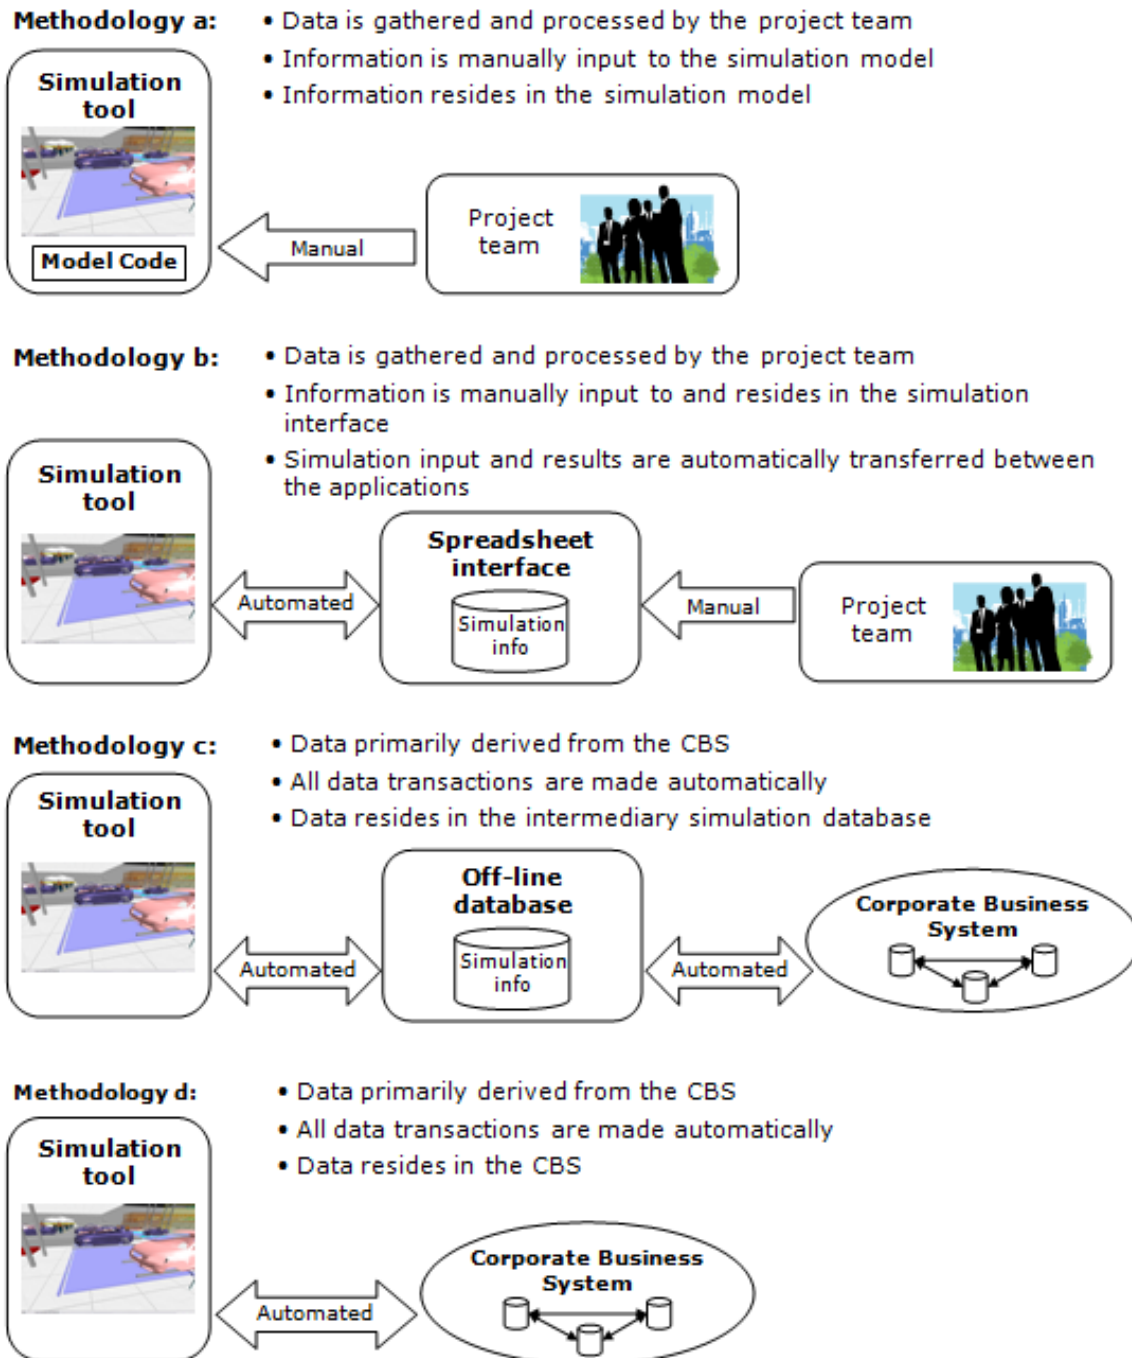 Methodology a:
• Data is gathered and processed by the project team
• Information is manually input to the simulation model
• Information resides in the simulation model
Simulation
tool
Model Code
Manual
Project
team
Methodology b:
• Data is gathered and processed by the project team
• Information is manually input to and resides in the simulation
interface
• Simulation input and results are automatically transferred between
the applications
Simulation
tool
Automated
Spreadsheet
interface
Simulation
info
Manual
Project
team
Methodology c:
• Data primarily derived from the CBS
• All data transactions are made automatically
• Data resides in the intermediary simulation database
Simulation
tool
Automated
Off-line
database
Simulation
info
Automated
Corporate Business
System
Methodology d:
• Data primarily derived from the CBS
• All data transactions are made automatically
• Data resides in the CBS
Simulation
tool
Automated
Corporate Business
System